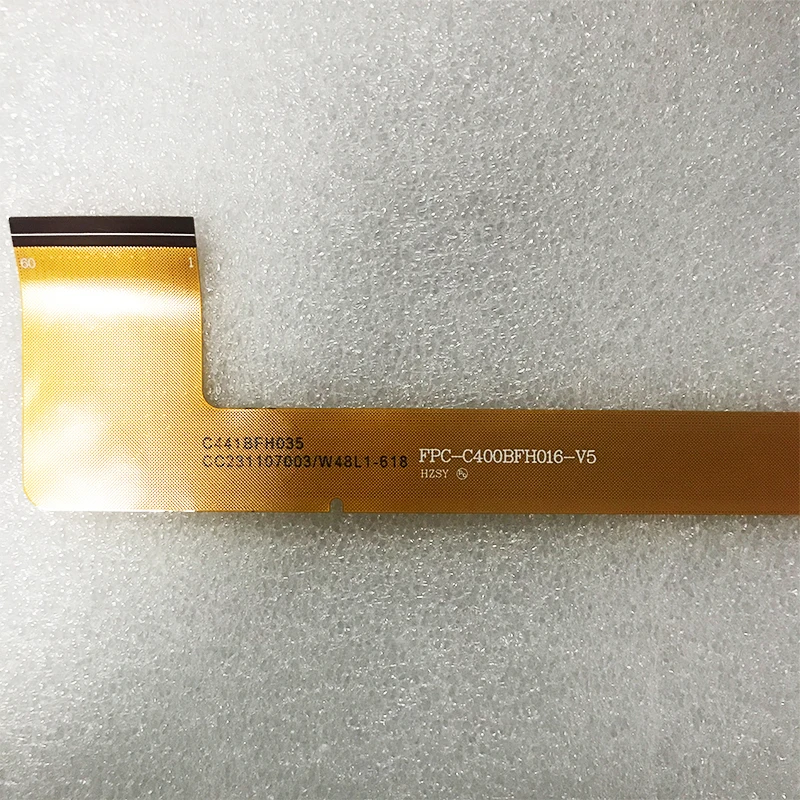 60 1
C441BFH035
CC231107003/W48L1-618
FPC-C400BFH016-V5
HZSY